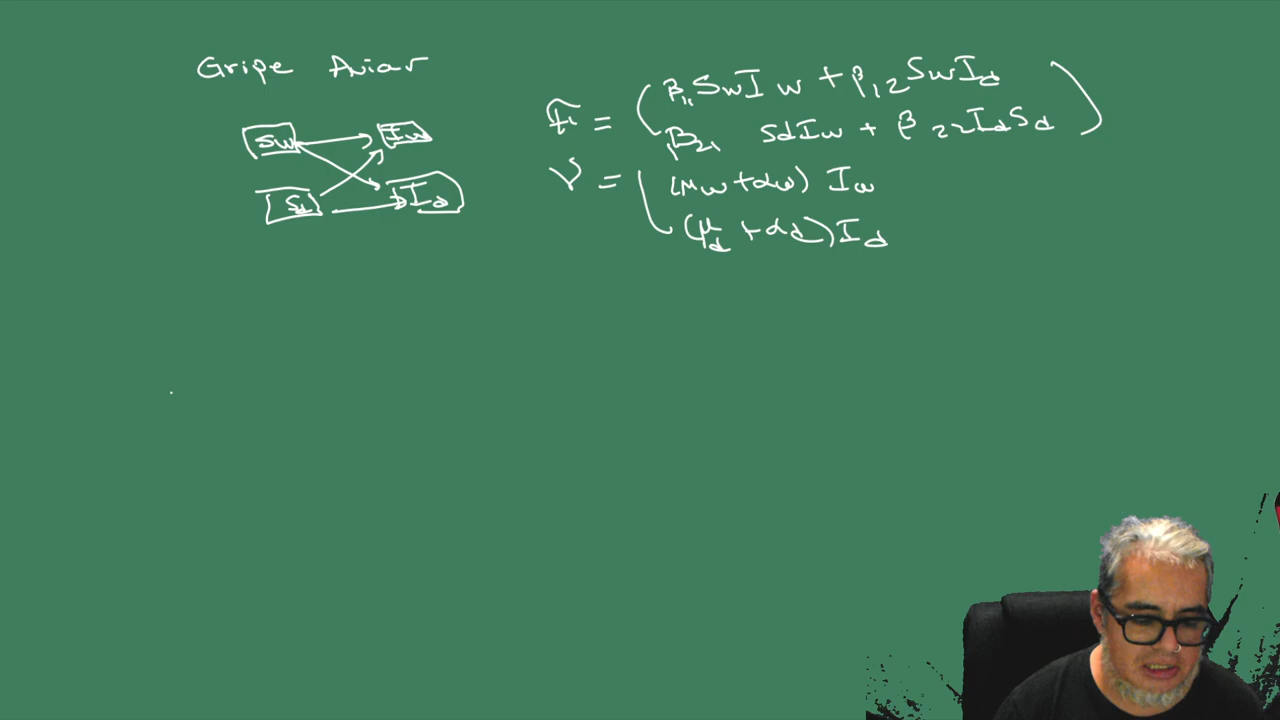 Gripe Aviar
Sw Iw
Sd Id
F = ( β₁₁ Sw Iw + β₁₂ Sw Id )
β₂₁ Sd Iw + β₂₂ Id Sd
V = ( (μw + αw) Iw
(μd + αd) Id